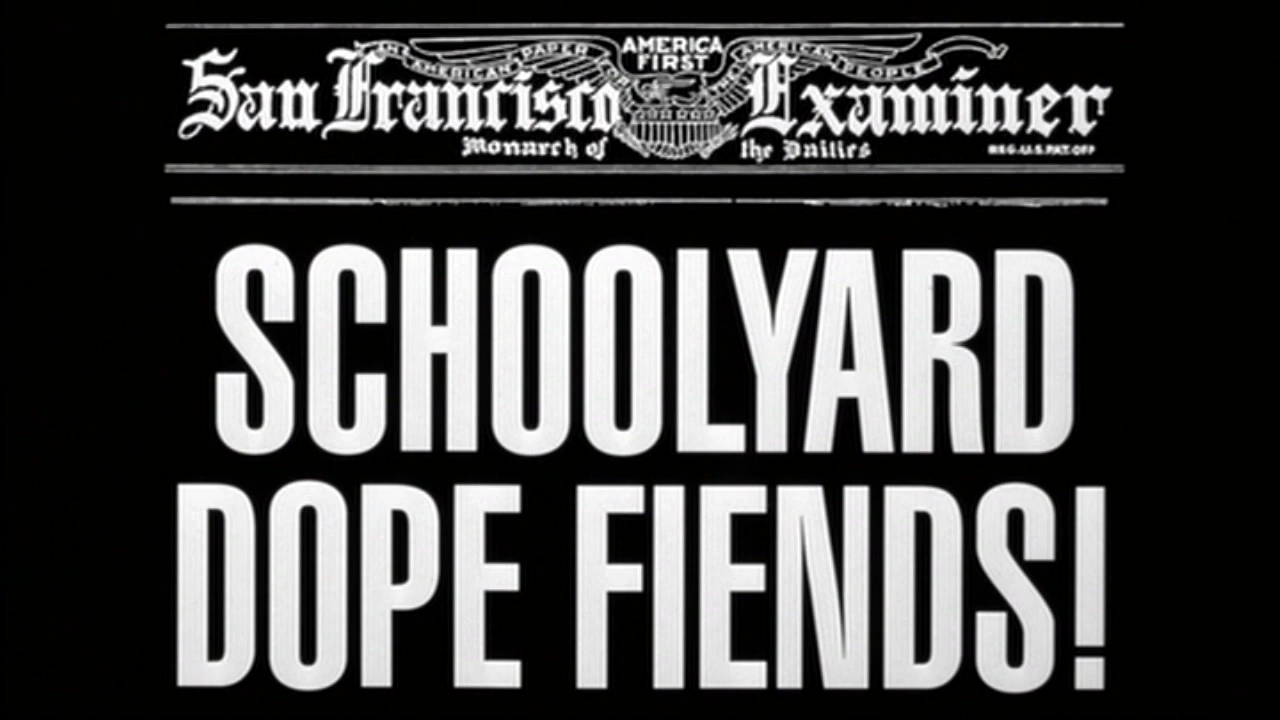 AMERICA
FIRST
AN AMERICAN PAPER FOR THE AMERICAN PEOPLE
San Francisco Examiner
Monarch of the Dailies
REG. U.S. PAT. OFF
SCHOOLYARD
DOPE FIENDS!